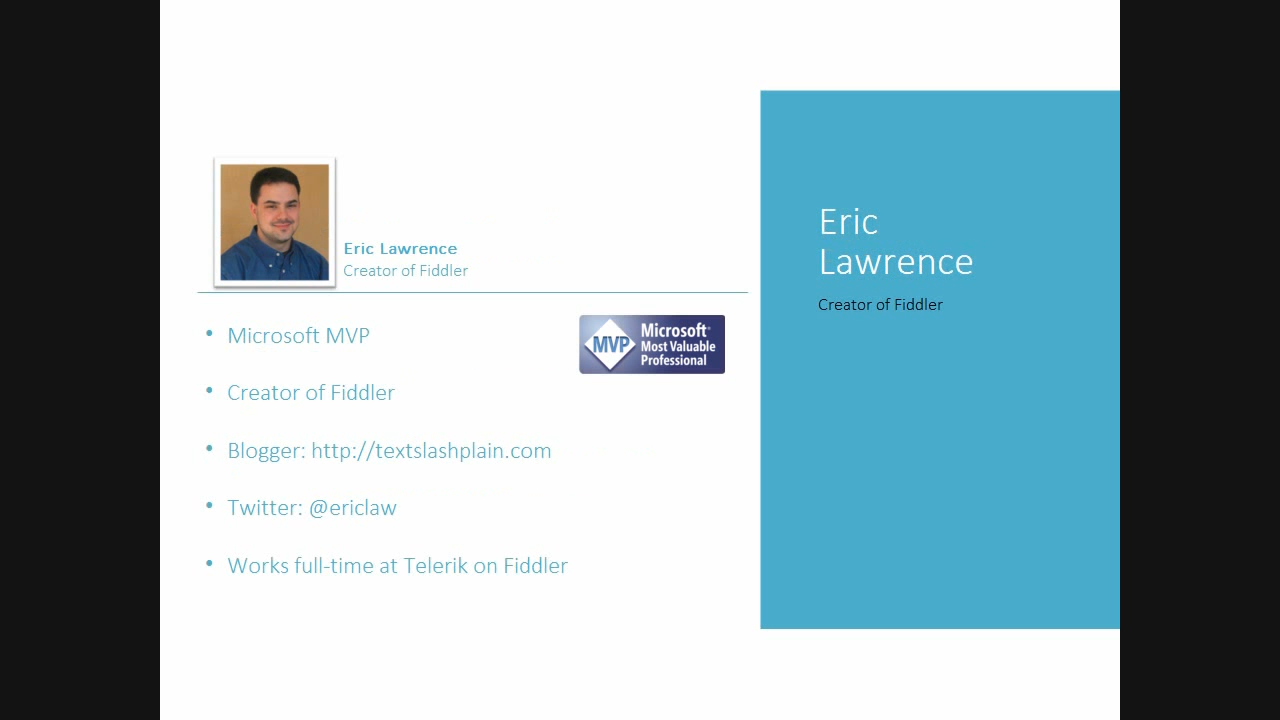 Eric Lawrence
Creator of Fiddler
• Microsoft MVP
MVP
Microsoft®
Most Valuable
Professional
• Creator of Fiddler
• Blogger: http://textslashplain.com
• Twitter: @ericlaw
• Works full-time at Telerik on Fiddler
Eric
Lawrence
Creator of Fiddler